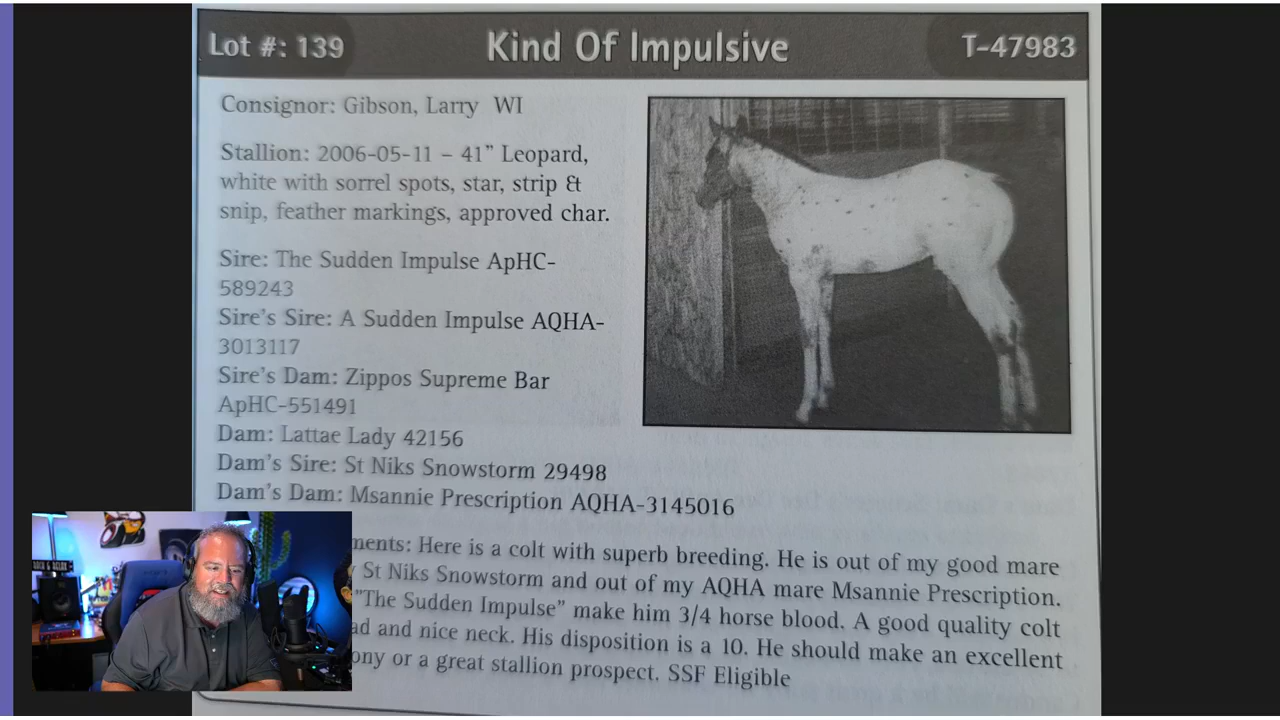 Lot #: 139 Kind Of Impulsive T-47983
Consignor: Gibson, Larry WI
Stallion: 2006-05-11 – 41” Leopard,
white with sorrel spots, star, strip &
snip, feather markings, approved char.
Sire: The Sudden Impulse ApHC-
589243
Sire's Sire: A Sudden Impulse AQHA-
3013117
Sire's Dam: Zippos Supreme Bar
ApHC-551491
Dam: Lattae Lady 42156
Dam's Sire: St Niks Snowstorm 29498
Dam's Dam: Msannie Prescription AQHA-3145016
ments: Here is a colt with superb breeding. He is out of my good mare
St Niks Snowstorm and out of my AQHA mare Msannie Prescription.
"The Sudden Impulse" make him 3/4 horse blood. A good quality colt
ad and nice neck. His disposition is a 10. He should make an excellent
ony or a great stallion prospect. SSF Eligible
ROCK & RELAX